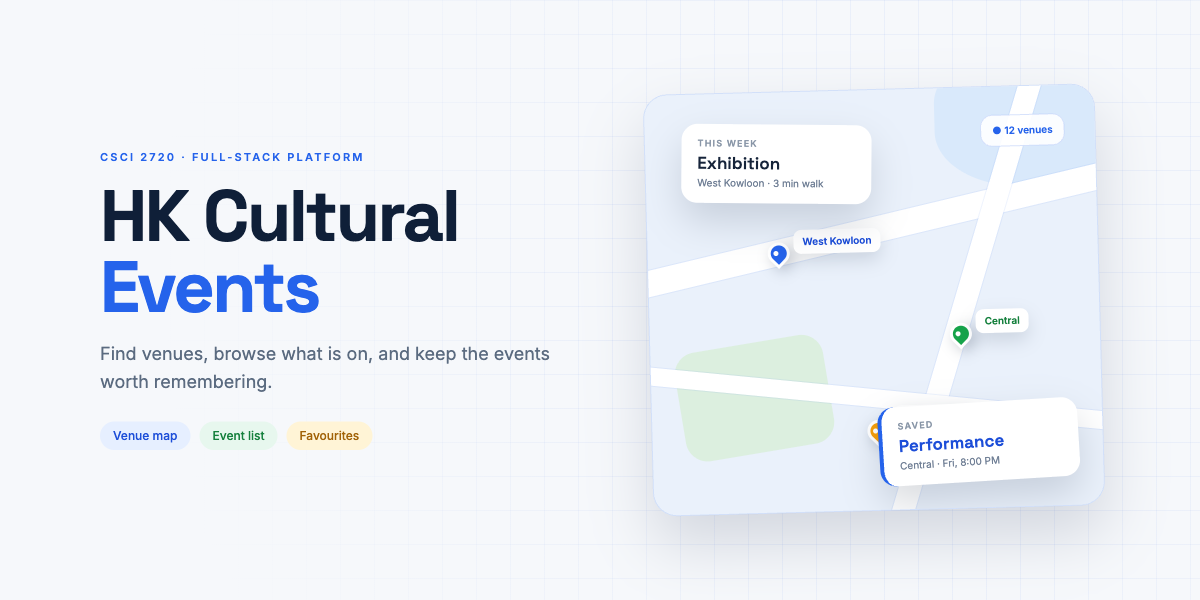 CSCI 2720 · FULL-STACK PLATFORM
HK Cultural
Events
Find venues, browse what is on, and keep the events
worth remembering.
Venue map
Event list
Favourites
THIS WEEK
Exhibition
West Kowloon · 3 min walk
12 venues
West Kowloon
Central
SAVED
Performance
Central · Fri, 8:00 PM